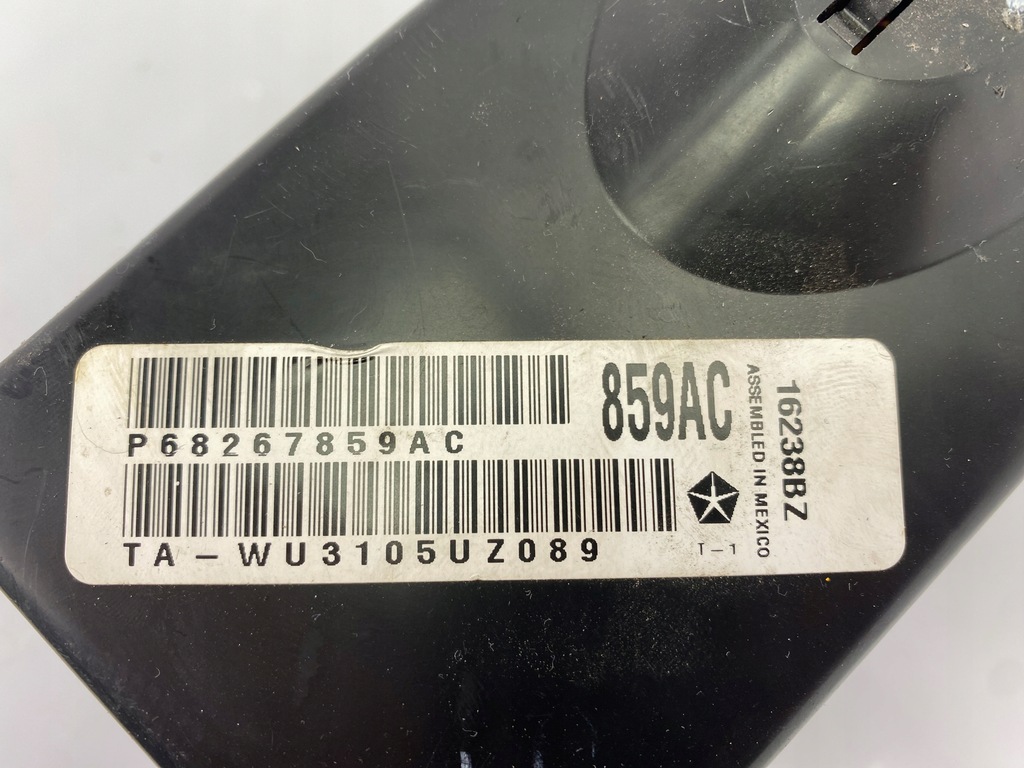 P68267859AC
TA-WU3105UZ089
859AC
T-1
ASSEMBLED IN MEXICO
16238BZ